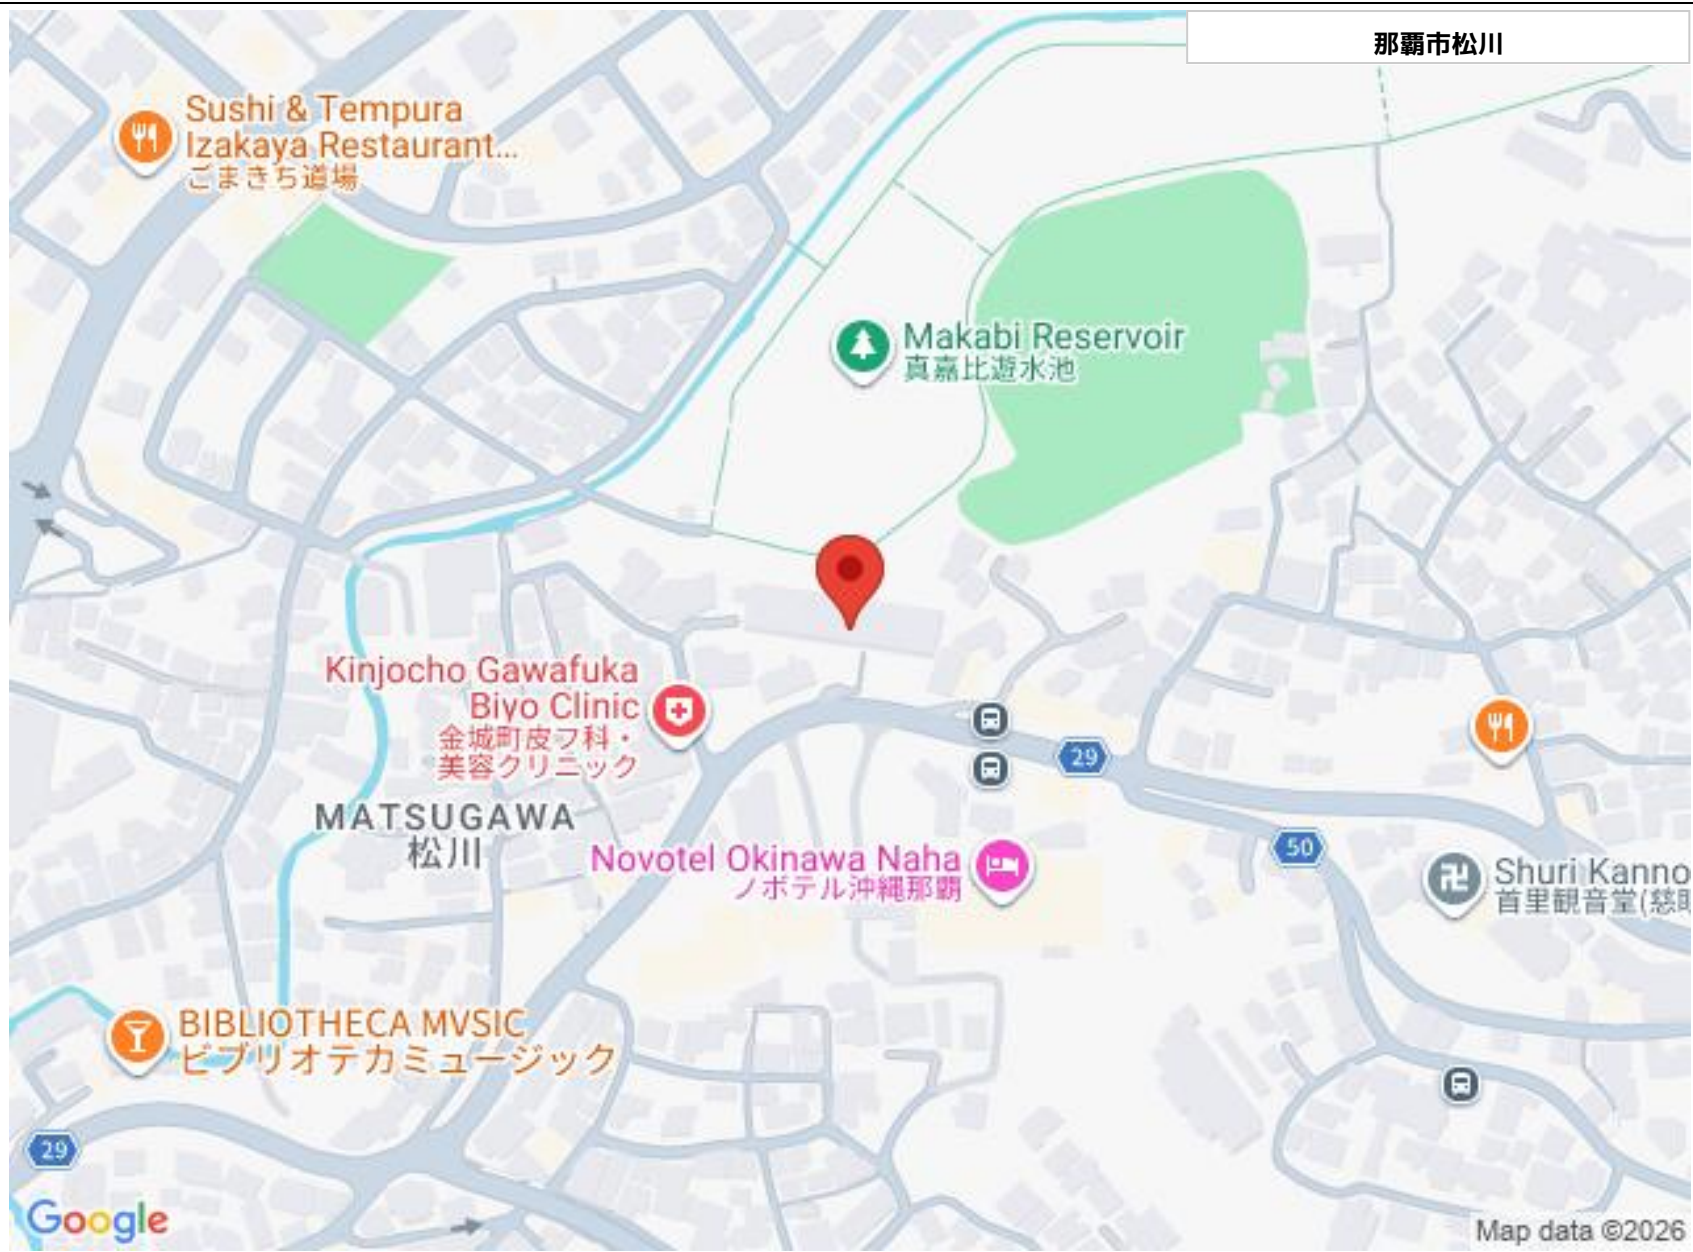 那覇市松川
Sushi & Tempura
Izakaya Restaurant...
ごまきち道場
Makabi Reservoir
真嘉比遊水池
Kinjocho Gawafuka
Biyo Clinic
金城町皮フ科・
美容クリニック
29
MATSUGAWA
松川
50
Novotel Okinawa Naha
ノボテル沖縄那覇
Shuri Kanno
首里観音堂(慈眼
BIBLIOTHECA MVSIC
ビブリオテカミュージック
29
Google
Map data ©2026